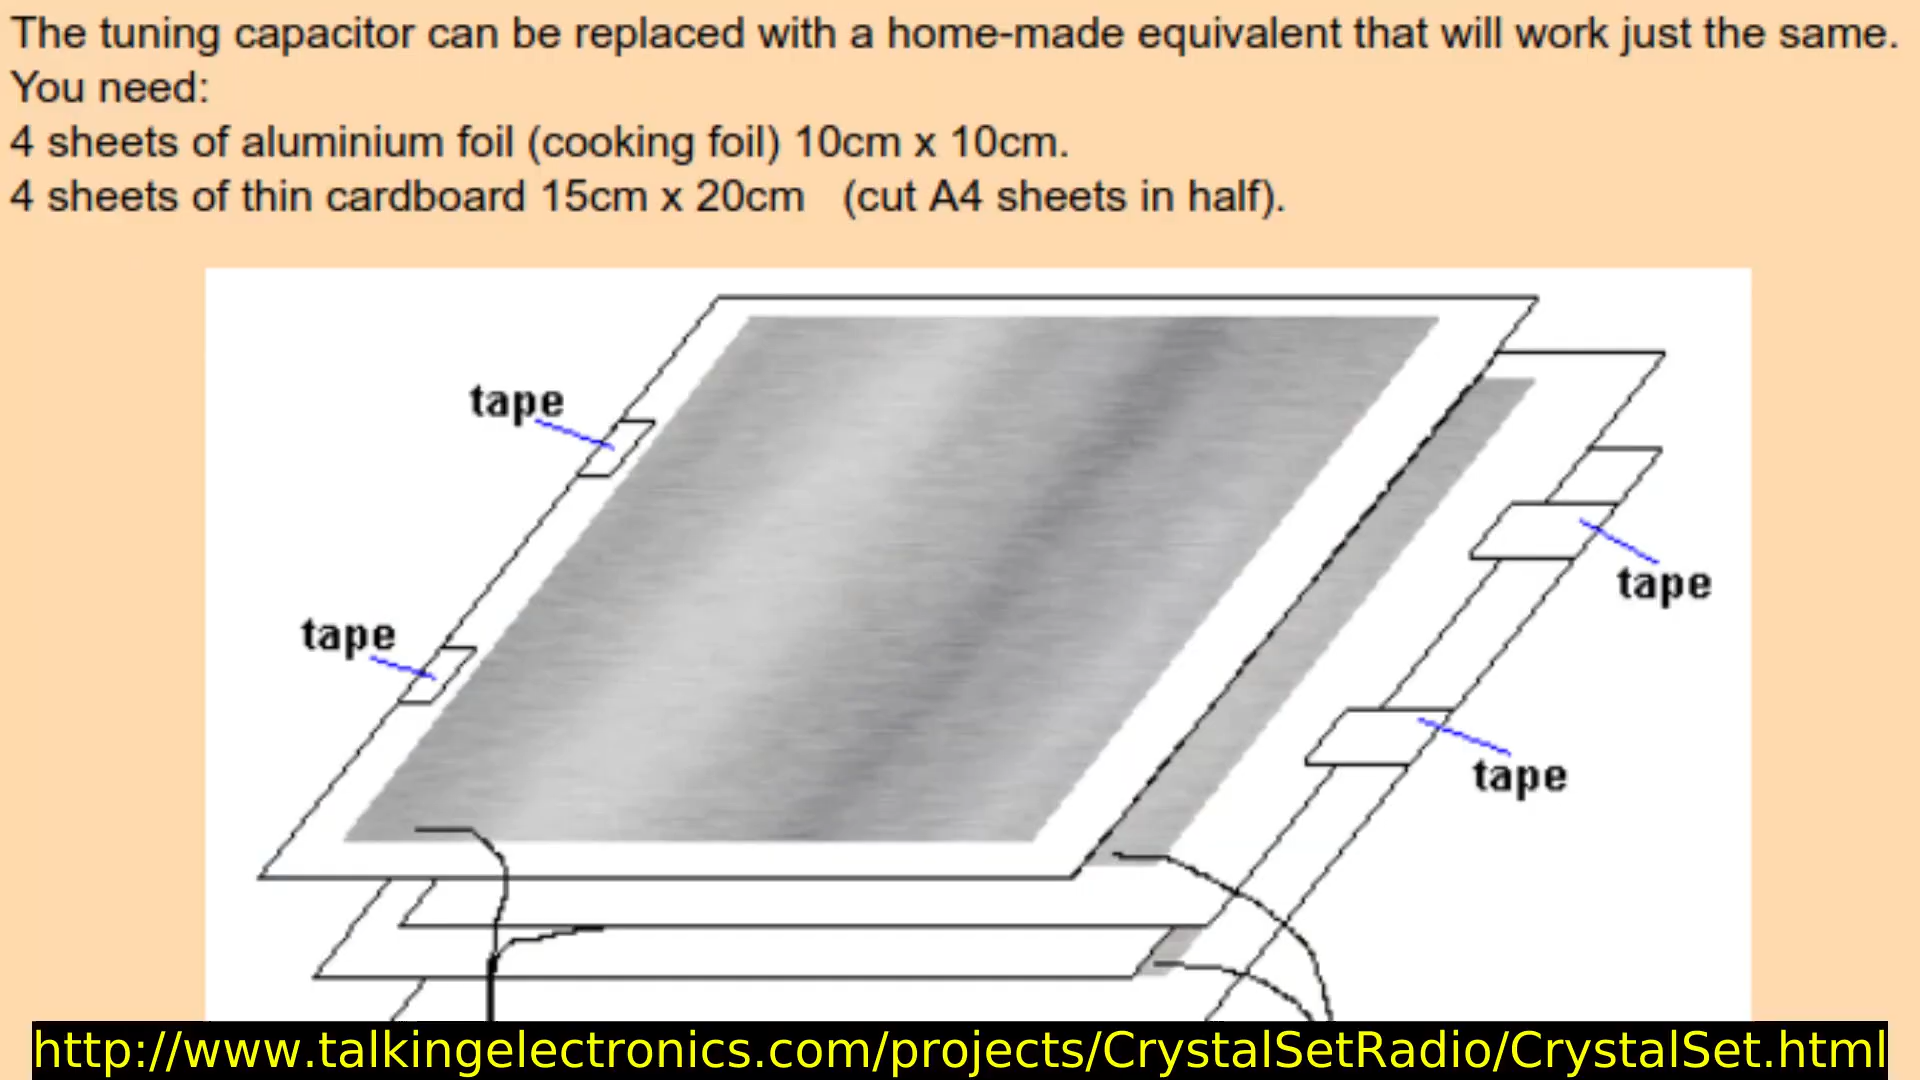 The tuning capacitor can be replaced with a home-made equivalent that will work just the same.
You need:
4 sheets of aluminium foil (cooking foil) 10cm x 10cm.
4 sheets of thin cardboard 15cm x 20cm (cut A4 sheets in half).
tape
tape
tape
tape
http://www.talkingelectronics.com/projects/CrystalSetRadio/CrystalSet.html